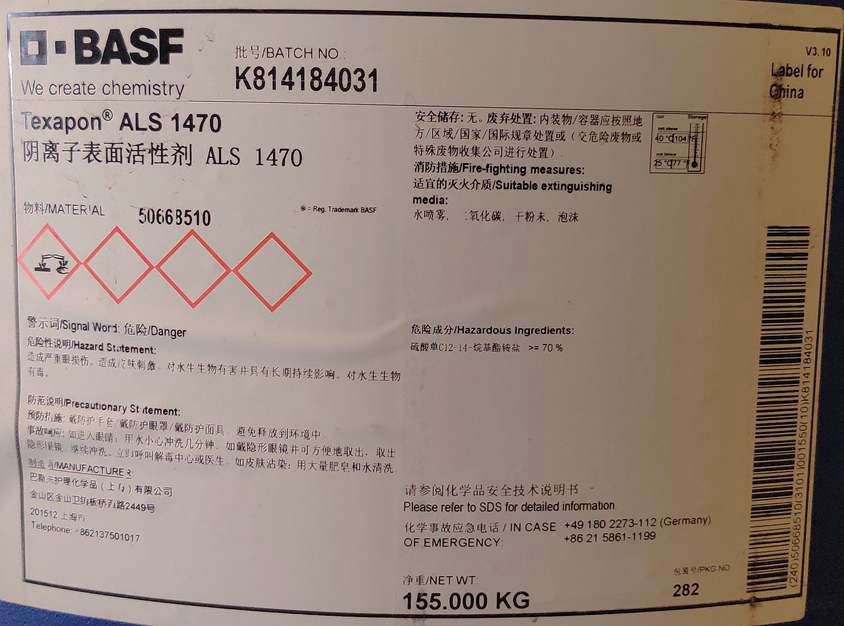 BASF
We create chemistry
批号/BATCH NO.:
K814184031
V3.10
Label for
China
Texapon® ALS 1470
阴离子表面活性剂 ALS 1470
物料/MATERIAL 50668510
® = Reg. Trademark BASF
安全储存: 无。废弃处置: 内装物/容器应按照地
方/区域/国家/国际规章处置或 (交危险废物或
特殊废物收集公司进行处置)
消防措施/Fire-fighting measures:
适宜的灭火介质/Suitable extinguishing
media:
水喷雾, 二氧化碳, 干粉末, 泡沫
Storage
40 °C 104 °F
25 °C 77 °F
警示词/Signal Word: 危险/Danger
危险性说明/Hazard Statement:
造成严重眼损伤。造成皮肤刺激。对水生生物有害并具有长期持续影响。对水生生物
有毒。
危险成分/Hazardous Ingredients:
硫酸单C12-14-烷基酯铵盐 >= 70 %
防范说明/Precautionary Statement:
预防措施: 戴防护手套/戴防护眼罩/戴防护面具。避免释放到环境中。
事故响应: 如进入眼睛: 用水小心冲洗几分钟。如戴隐形眼镜并可方便地取出, 取出
隐形眼镜。继续冲洗。立即呼叫解毒中心或医生。如皮肤沾染: 用大量肥皂和水清洗。
制造商/MANUFACTURER:
巴斯夫护理化学品(上海)有限公司
金山区金山卫镇板桥西路2449号
201512 上海市
Telephone: +862137501017
请参阅化学品安全技术说明书
Please refer to SDS for detailed information
化学事故应急电话 / IN CASE
OF EMERGENCY:
+49 180 2273-112 (Germany)
+86 21 5861-1199
净重/NET WT:
155.000 KG
包装号/PKG NO
282
(240)50668510(3101)001550(10)K814184031